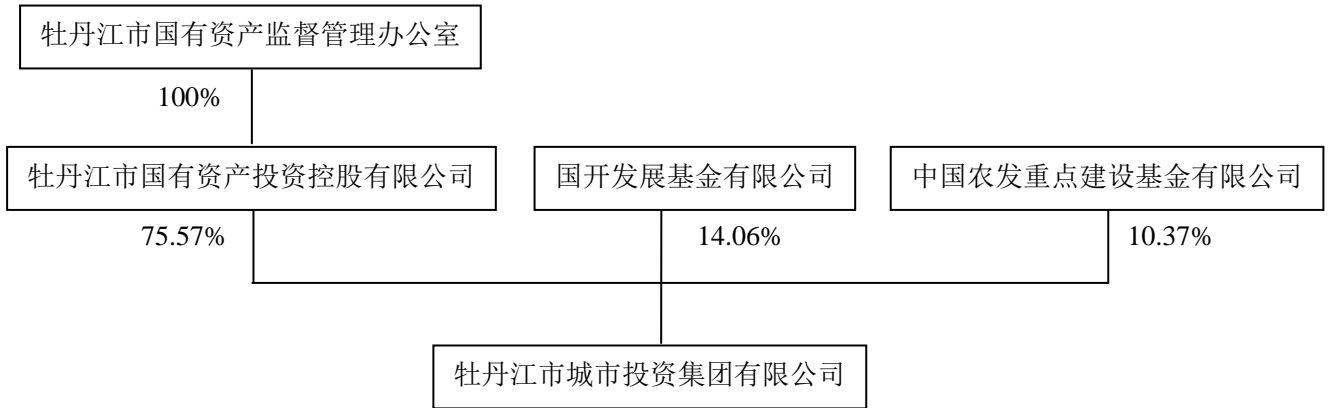 牡丹江市国有资产监督管理办公室
100%
牡丹江市国有资产投资控股有限公司
国开发展基金有限公司
中国农发重点建设基金有限公司
75.57%
14.06%
10.37%
牡丹江市城市投资集团有限公司